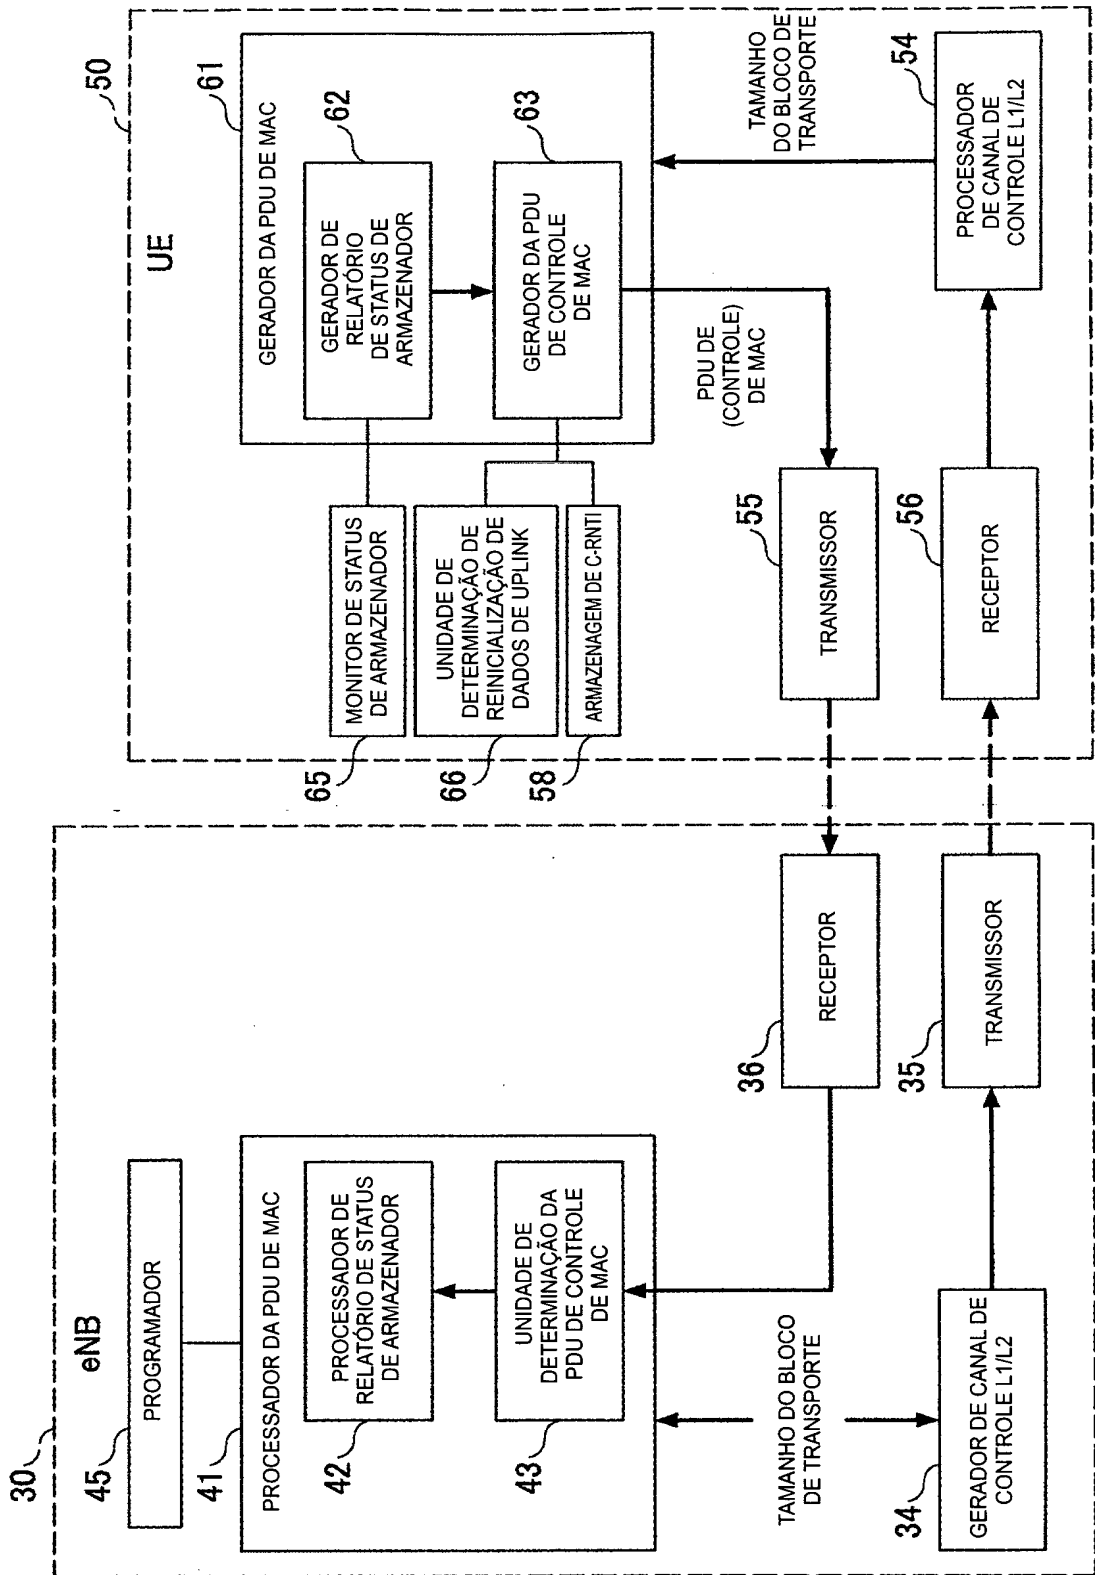 30
eNB
45
PROGRAMADOR
41
PROCESSADOR DA PDU DE MAC
42
PROCESSADOR DE
RELATÓRIO DE STATUS
DE ARMAZENADOR
43
UNIDADE DE
DETERMINAÇÃO DA
PDU DE CONTROLE
DE MAC
TAMANHO DO BLOCO
DE TRANSPORTE
34
GERADOR DE CANAL DE
CONTROLE L1/L2
36
RECEPTOR
35
TRANSMISSOR
50
UE
61
GERADOR DA PDU DE MAC
62
GERADOR DE
RELATÓRIO
DE STATUS DE
ARMAZENADOR
63
GERADOR DA PDU
DE CONTROLE
DE MAC
65
MONITOR DE STATUS
DE ARMAZENADOR
66
UNIDADE DE
DETERMINAÇÃO DE
REINICIALIZAÇÃO DE
DADOS DE UPLINK
58
ARMAZENAGEM DE C-RNTI
PDU DE
(CONTROLE)
DE MAC
TAMANHO
DO BLOCO DE
TRANSPORTE
55
TRANSMISSOR
56
RECEPTOR
54
PROCESSADOR
DE CANAL DE
CONTROLE L1/L2